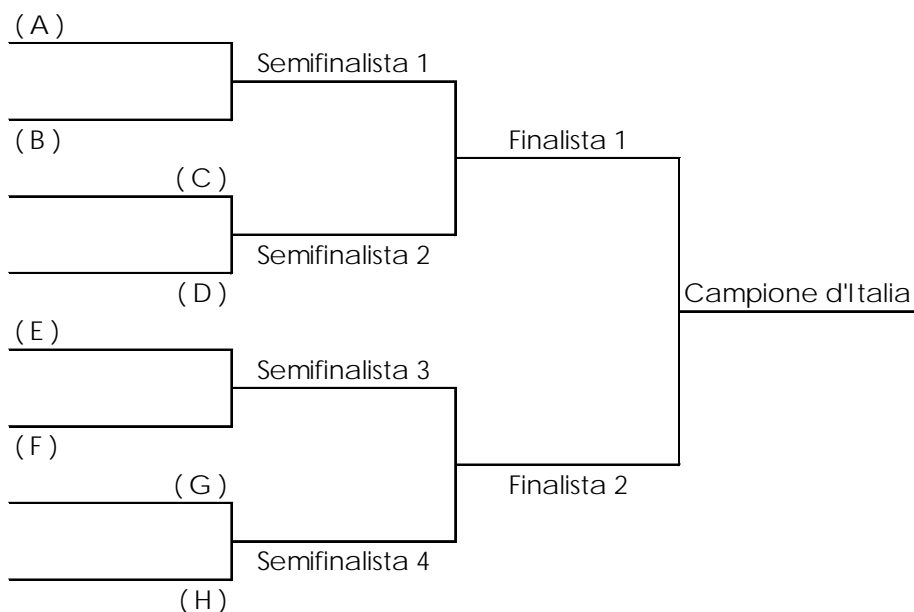 (A)
Semifinalista 1
(B)
Finalista 1
(C)
Semifinalista 2
(D)
Campione d'Italia
(E)
Semifinalista 3
(F)
(G)
Finalista 2
Semifinalista 4
(H)